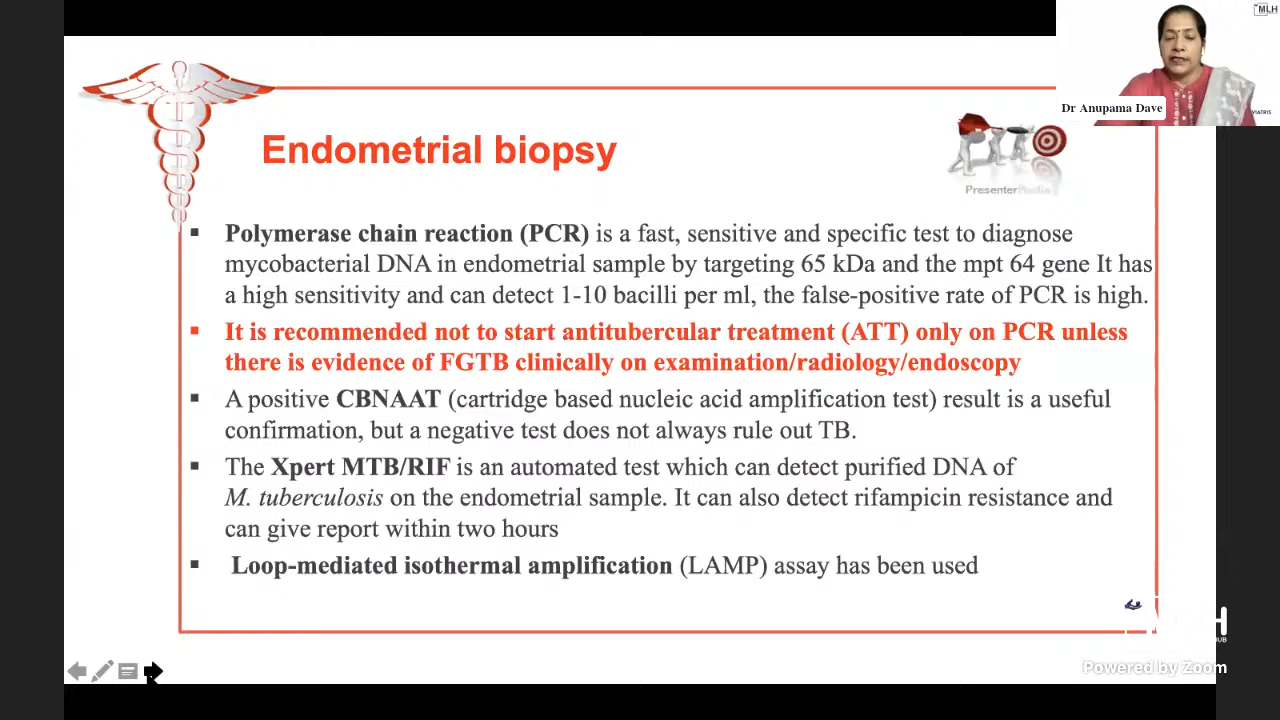 MLH
Dr Anupama Dave
VIATRIS
Endometrial biopsy
PresenterMedia
▪ Polymerase chain reaction (PCR) is a fast, sensitive and specific test to diagnose
mycobacterial DNA in endometrial sample by targeting 65 kDa and the mpt 64 gene It has
a high sensitivity and can detect 1-10 bacilli per ml, the false-positive rate of PCR is high.
▪ It is recommended not to start antitubercular treatment (ATT) only on PCR unless
there is evidence of FGTB clinically on examination/radiology/endoscopy
▪ A positive CBNAAT (cartridge based nucleic acid amplification test) result is a useful
confirmation, but a negative test does not always rule out TB.
▪ The Xpert MTB/RIF is an automated test which can detect purified DNA of
M. tuberculosis on the endometrial sample. It can also detect rifampicin resistance and
can give report within two hours
▪ Loop-mediated isothermal amplification (LAMP) assay has been used
Powered by Zoom